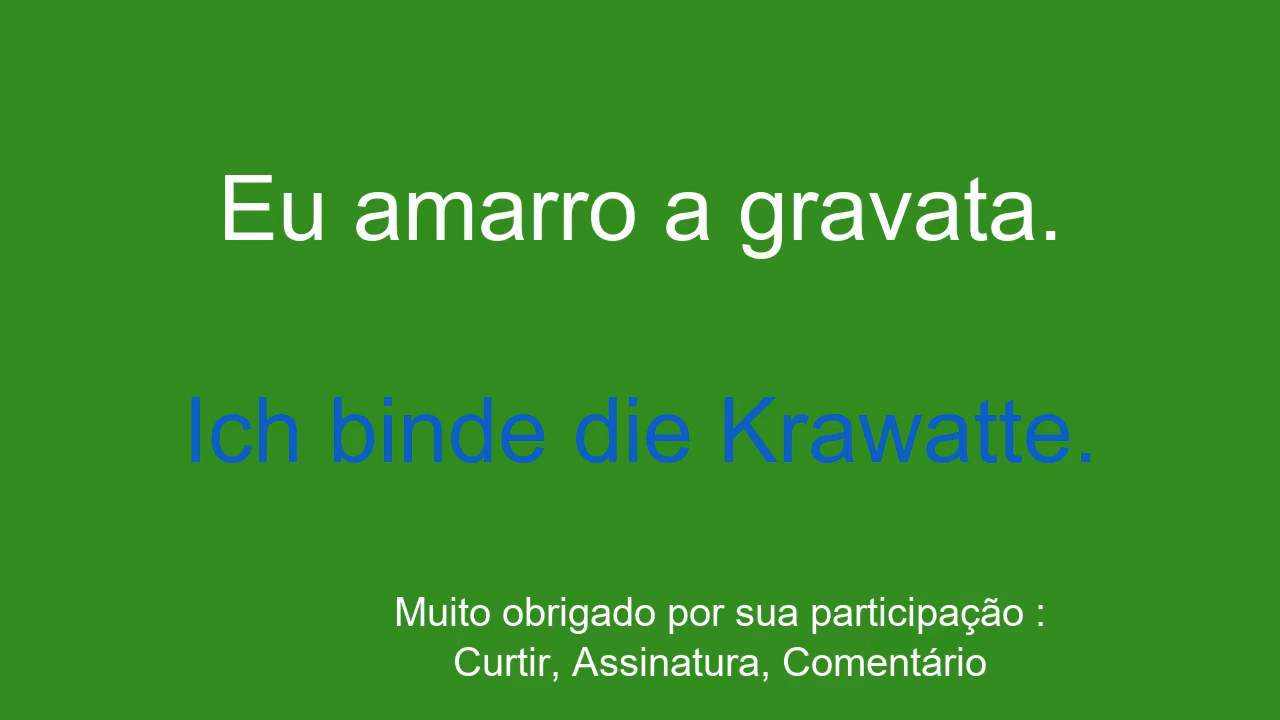 Eu amarro a gravata.
Ich binde die Krawatte.
Muito obrigado por sua participação :
Curtir, Assinatura, Comentário